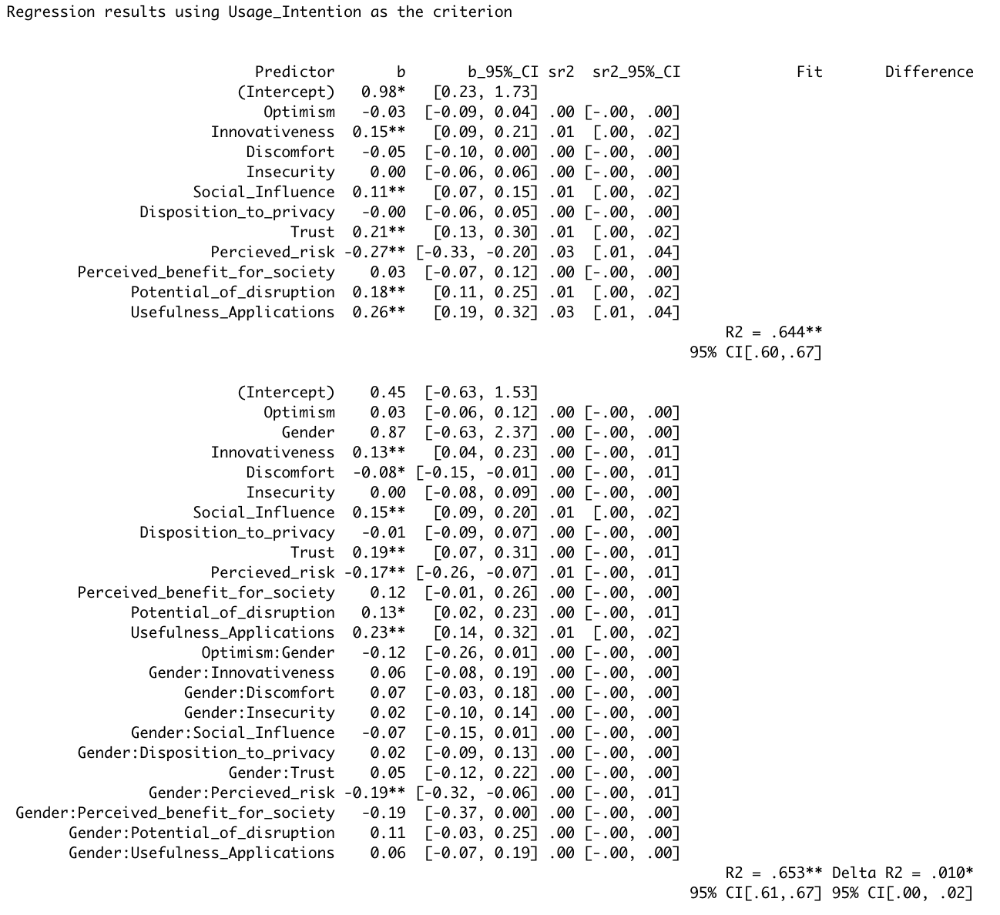 Regression results using Usage_Intention as the criterion
Predictor b b_95%_CI sr2 sr2_95%_CI Fit Difference
(Intercept) 0.98* [0.23, 1.73]
Optimism -0.03 [-0.09, 0.04] .00 [-.00, .00]
Innovativeness 0.15** [0.09, 0.21] .01 [.00, .02]
Discomfort -0.05 [-0.10, 0.00] .00 [-.00, .00]
Insecurity 0.00 [-0.06, 0.06] .00 [-.00, .00]
Social_Influence 0.11** [0.07, 0.15] .01 [.00, .02]
Disposition_to_privacy -0.00 [-0.06, 0.05] .00 [-.00, .00]
Trust 0.21** [0.13, 0.30] .01 [.00, .02]
Percieved_risk -0.27** [-0.33, -0.20] .03 [.01, .04]
Perceived_benefit_for_society 0.03 [-0.07, 0.12] .00 [-.00, .00]
Potential_of_disruption 0.18** [0.11, 0.25] .01 [.00, .02]
Usefulness_Applications 0.26** [0.19, 0.32] .03 [.01, .04]
R2 = .644**
95% CI[.60,.67]
(Intercept) 0.45 [-0.63, 1.53]
Optimism 0.03 [-0.06, 0.12] .00 [-.00, .00]
Gender 0.87 [-0.63, 2.37] .00 [-.00, .00]
Innovativeness 0.13** [0.04, 0.23] .00 [-.00, .01]
Discomfort -0.08* [-0.15, -0.01] .00 [-.00, .01]
Insecurity 0.00 [-0.08, 0.09] .00 [-.00, .00]
Social_Influence 0.15** [0.09, 0.20] .01 [.00, .02]
Disposition_to_privacy -0.01 [-0.09, 0.07] .00 [-.00, .00]
Trust 0.19** [0.07, 0.31] .00 [-.00, .01]
Percieved_risk -0.17** [-0.26, -0.07] .01 [-.00, .01]
Perceived_benefit_for_society 0.12 [-0.01, 0.26] .00 [-.00, .00]
Potential_of_disruption 0.13* [0.02, 0.23] .00 [-.00, .01]
Usefulness_Applications 0.23** [0.14, 0.32] .01 [.00, .02]
Optimism:Gender -0.12 [-0.26, 0.01] .00 [-.00, .00]
Gender:Innovativeness 0.06 [-0.08, 0.19] .00 [-.00, .00]
Gender:Discomfort 0.07 [-0.03, 0.18] .00 [-.00, .00]
Gender:Insecurity 0.02 [-0.10, 0.14] .00 [-.00, .00]
Gender:Social_Influence -0.07 [-0.15, 0.01] .00 [-.00, .00]
Gender:Disposition_to_privacy 0.02 [-0.09, 0.13] .00 [-.00, .00]
Gender:Trust 0.05 [-0.12, 0.22] .00 [-.00, .00]
Gender:Percieved_risk -0.19** [-0.32, -0.06] .00 [-.00, .01]
Gender:Perceived_benefit_for_society -0.19 [-0.37, 0.00] .00 [-.00, .00]
Gender:Potential_of_disruption 0.11 [-0.03, 0.25] .00 [-.00, .00]
Gender:Usefulness_Applications 0.06 [-0.07, 0.19] .00 [-.00, .00]
R2 = .653** Delta R2 = .010*
95% CI[.61,.67] 95% CI[.00, .02]